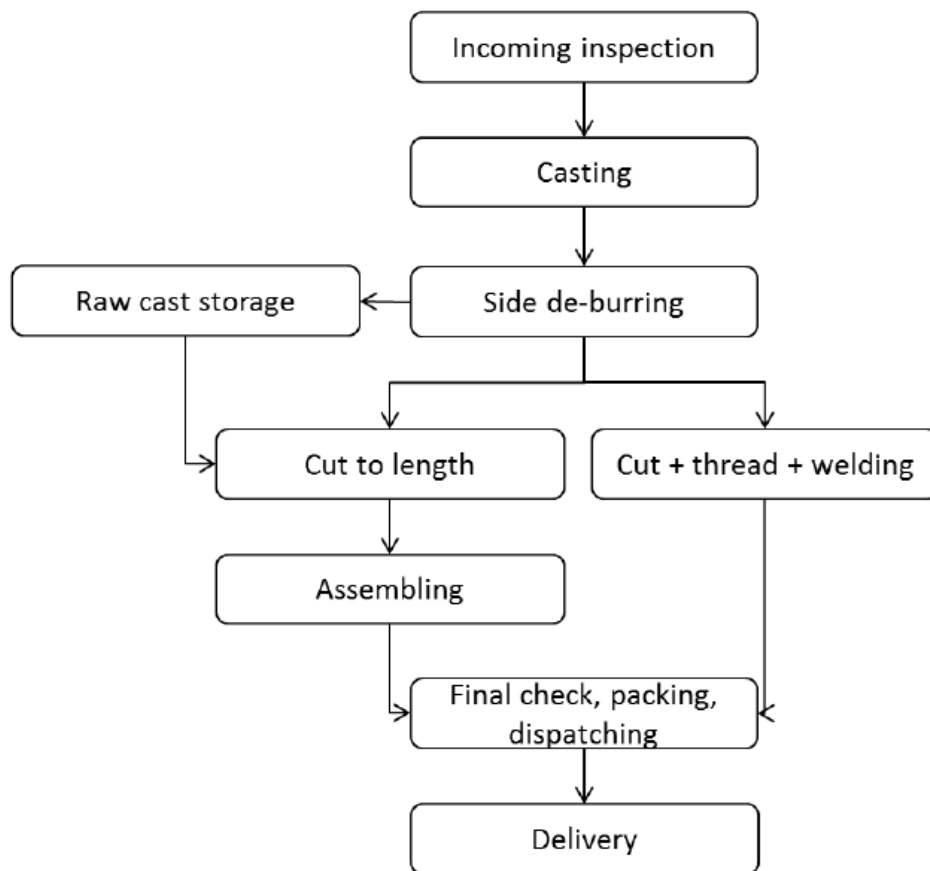 Incoming inspection
Casting
Raw cast storage
Side de-burring
Cut to length
Cut + thread + welding
Assembling
Final check, packing,
dispatching
Delivery